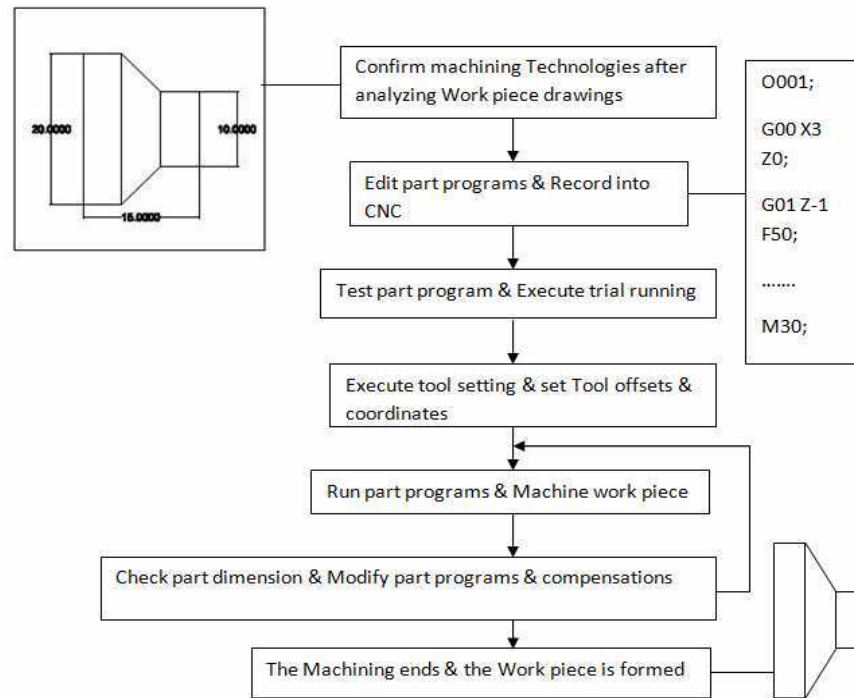 20.0000
10.0000
15.0000
Confirm machining Technologies after
analyzing Work piece drawings
Edit part programs & Record into
CNC
O001;
G00 X3
Z0;
G01 Z-1
F50;
.......
M30;
Test part program & Execute trial running
Execute tool setting & set Tool offsets &
coordinates
Run part programs & Machine work piece
Check part dimension & Modify part programs & compensations
The Machining ends & the Work piece is formed